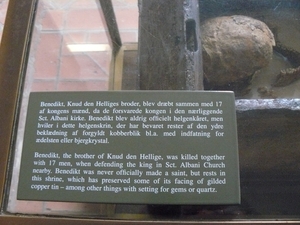 Benedikt, Knud den Helliges broder, blev dræbt sammen med 17
af kongens mænd, da de forsvarede kongen i den nærliggende
Sct. Albani kirke. Benedikt blev aldrig officielt helgenkåret, men
hviler i dette helgenskrin, der har bevaret rester af den ydre
beklædning af forgyldt kobberblik bl.a. med indfatning for
ædelsten eller bjergkrystal.
Benedikt, the brother of Knud den Hellige, was killed together
with 17 men, when defending the king in Sct. Albani Church
nearby. Benedikt was never officially made a saint, but rests in
this shrine, which has preserved some of its facing of gilded
copper tin – among other things with setting for gems or quartz.